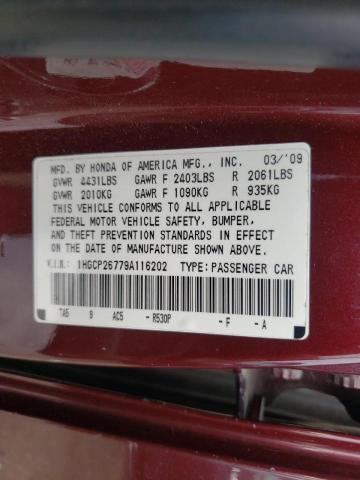 MFD. BY HONDA OF AMERICA MFG., INC. 03/'09
GVWR 4431LBS GAWR F 2403LBS R 2061LBS
GVWR 2010KG GAWR F 1090KG R 935KG
THIS VEHICLE CONFORMS TO ALL APPLICABLE
FEDERAL MOTOR VEHICLE SAFETY, BUMPER,
AND THEFT PREVENTION STANDARDS IN EFFECT ON
THE DATE OF MANUFACTURE SHOWN ABOVE.
V.I.N.: 1HGCP26779A116202 TYPE: PASSENGER CAR
TA5 9 AC5 - R530P - F - A